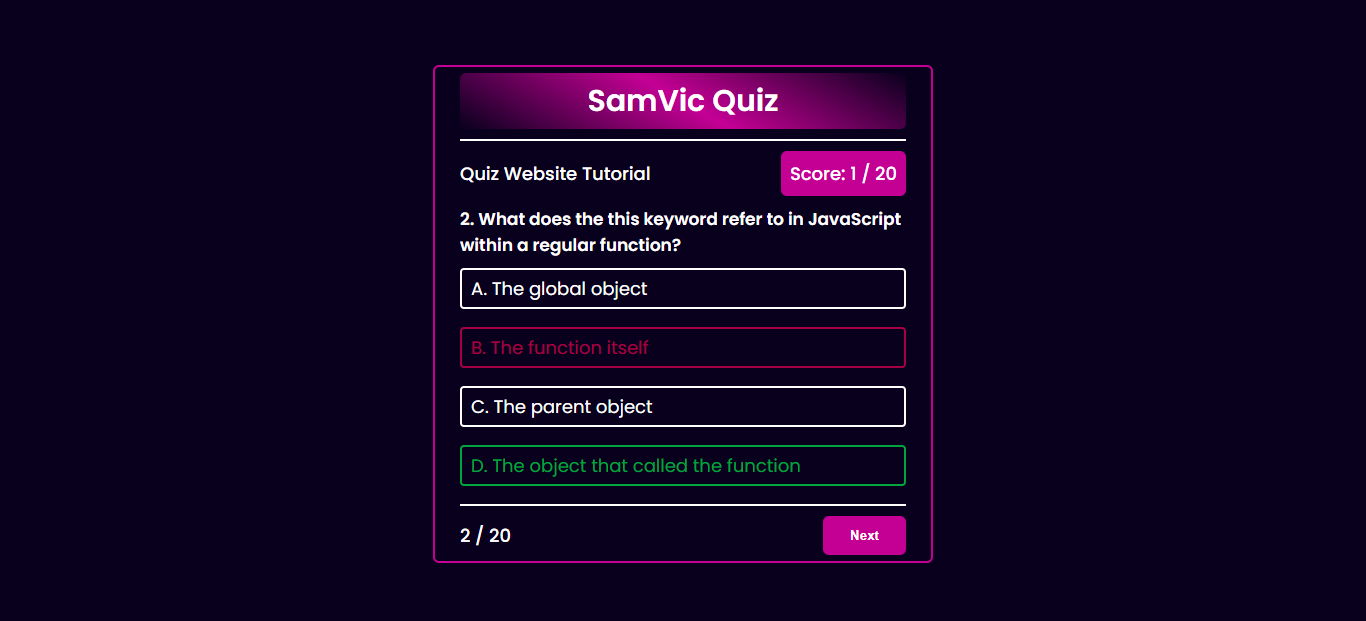 SamVic Quiz
Quiz Website Tutorial
Score: 1 / 20
2. What does the this keyword refer to in JavaScript
within a regular function?
A. The global object
B. The function itself
C. The parent object
D. The object that called the function
2 / 20
Next